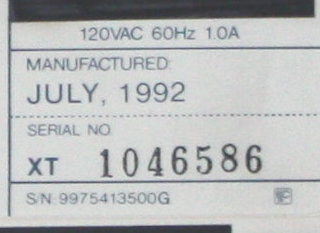 120VAC 60Hz 1.0A
MANUFACTURED:
JULY, 1992
SERIAL NO.
XT 1046586
S/N 9975413500G